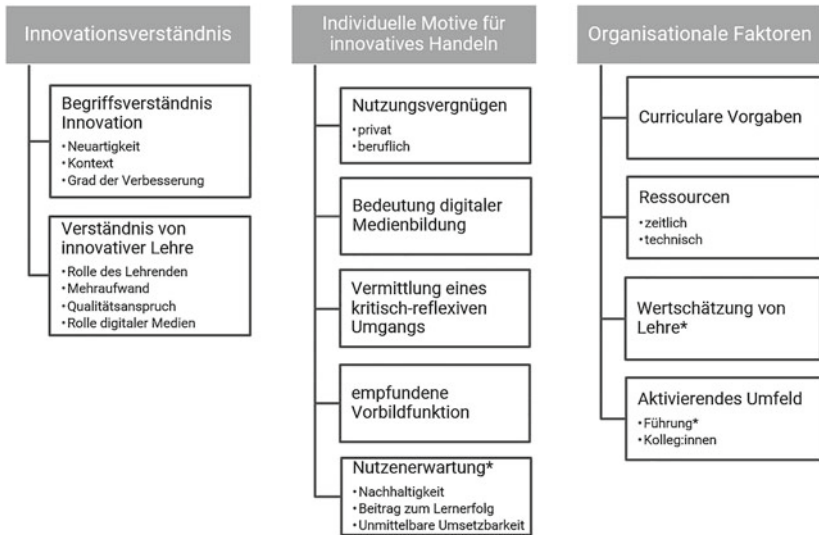 Innovationsverständnis
Begriffsverständnis
Innovation
•Neuartigkeit
•Kontext
•Grad der Verbesserung
Verständnis von
innovativer Lehre
•Rolle des Lehrenden
•Mehraufwand
•Qualitätsanspruch
•Rolle digitaler Medien
Individuelle Motive für
innovatives Handeln
Nutzungsvergnügen
•privat
•beruflich
Bedeutung digitaler
Medienbildung
Vermittlung eines
kritisch-reflexiven
Umgangs
empfundene
Vorbildfunktion
Nutzenerwartung*
•Nachhaltigkeit
•Beitrag zum Lernerfolg
•Unmittelbare Umsetzbarkeit
Organisationale Faktoren
Curriculare Vorgaben
Ressourcen
•zeitlich
•technisch
Wertschätzung von
Lehre*
Aktivierendes Umfeld
•Führung*
•Kolleg:innen